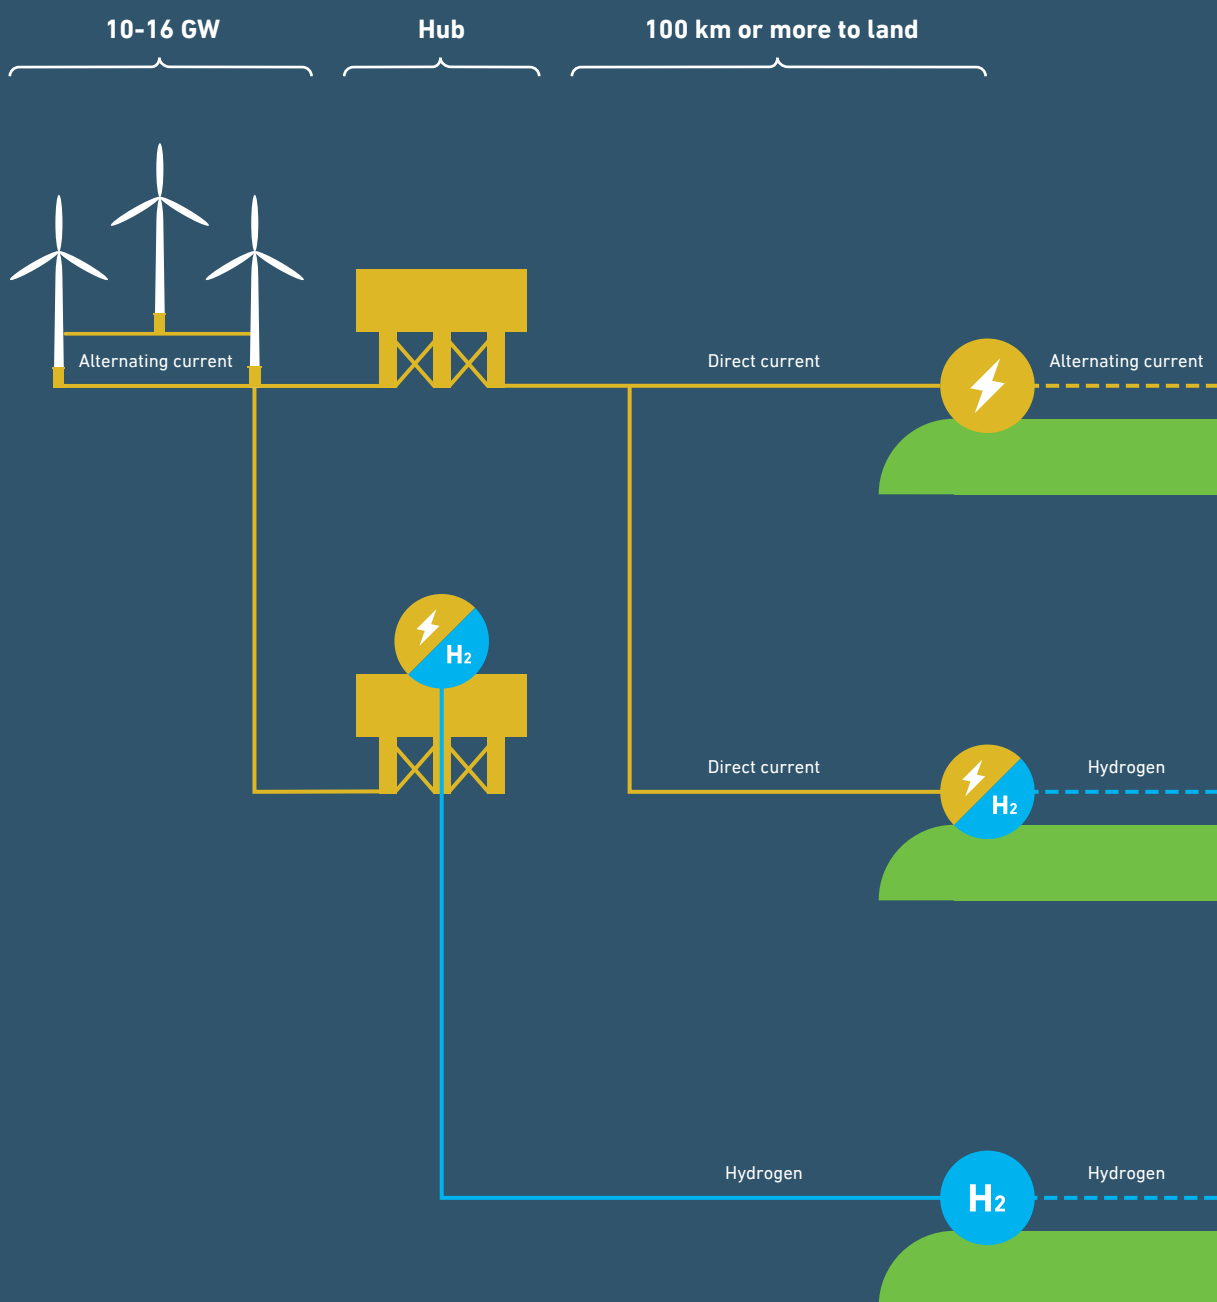 10-16 GW
Hub
100 km or more to land
Alternating current
Direct current
Alternating current
H₂
Direct current
H₂
Hydrogen
Hydrogen
H₂
Hydrogen